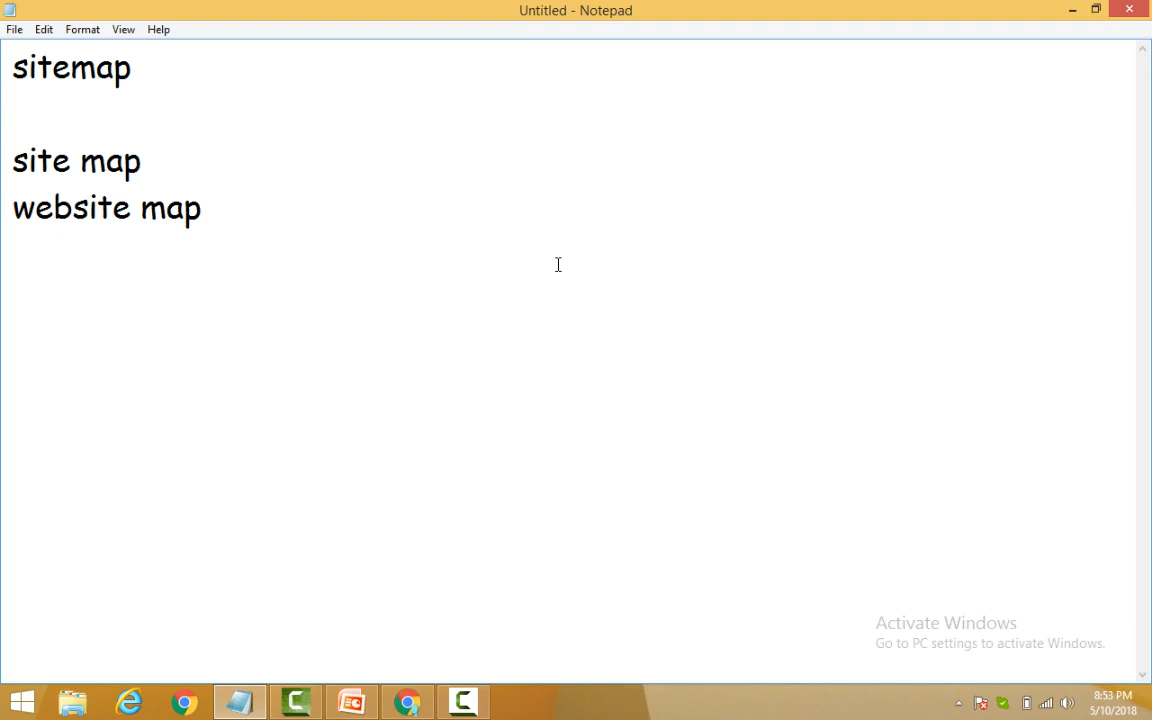 Untitled - Notepad
File Edit Format View Help
sitemap
site map
website map
Activate Windows
Go to PC settings to activate Windows.
8:53 PM
5/10/2018